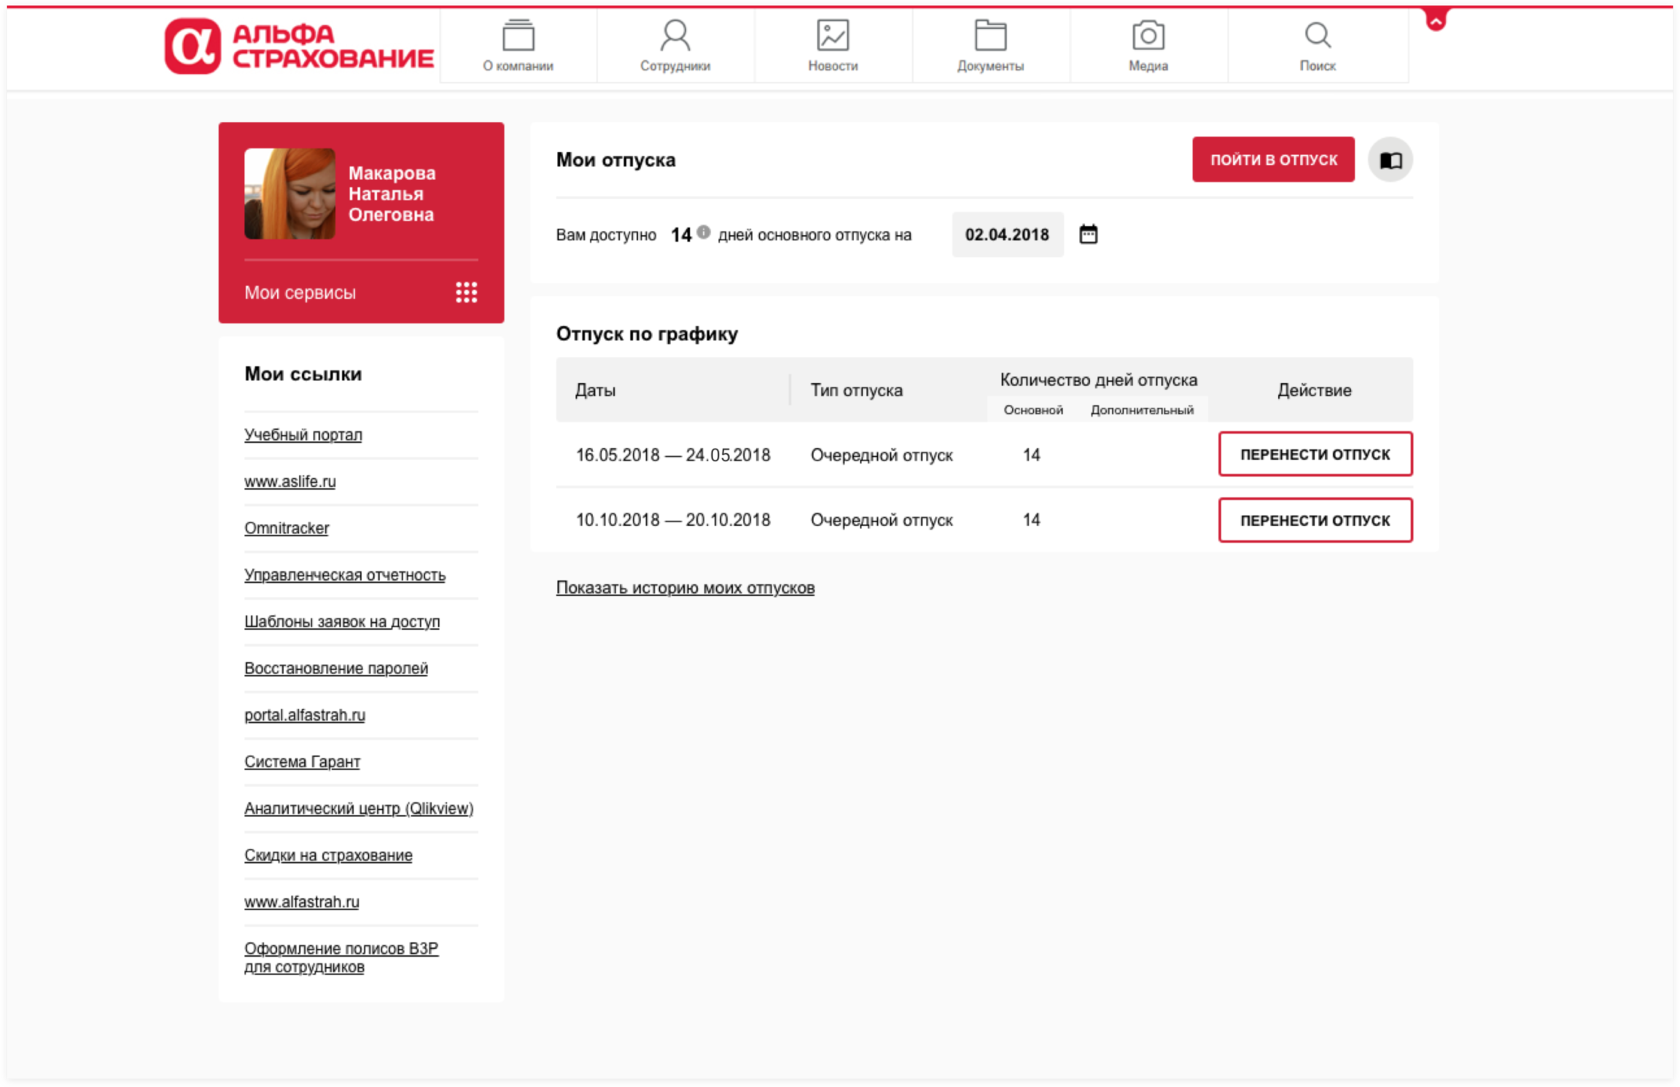 АЛЬФА
СТРАХОВАНИЕ
О компании
Сотрудники
Новости
Документы
Медиа
Поиск
Макарова
Наталья
Олеговна
Мои сервисы
Мои ссылки
Учебный портал
www.aslife.ru
Omnitracker
Управленческая отчетность
Шаблоны заявок на доступ
Восстановление паролей
portal.alfastrah.ru
Система Гарант
Аналитический центр (Qlikview)
Скидки на страхование
www.alfastrah.ru
Оформление полисов ВЗР
для сотрудников
Мои отпуска
ПОЙТИ В ОТПУСК
Вам доступно 14 дней основного отпуска на 02.04.2018
Отпуск по графику
Даты Тип отпуска Количество дней отпуска Действие
Основной Дополнительный
16.05.2018 — 24.05.2018 Очередной отпуск 14 ПЕРЕНЕСТИ ОТПУСК
10.10.2018 — 20.10.2018 Очередной отпуск 14 ПЕРЕНЕСТИ ОТПУСК
Показать историю моих отпусков